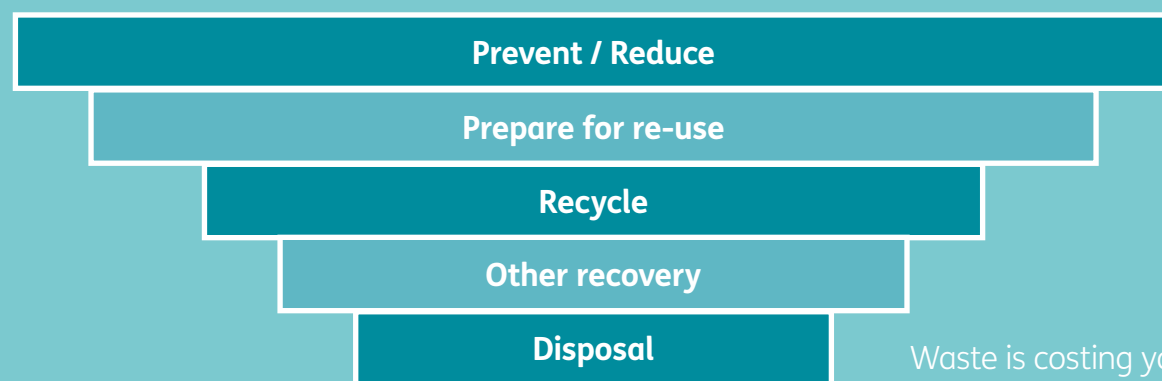 Prevent / Reduce
Prepare for re-use
Recycle
Other recovery
Disposal
Waste is costing